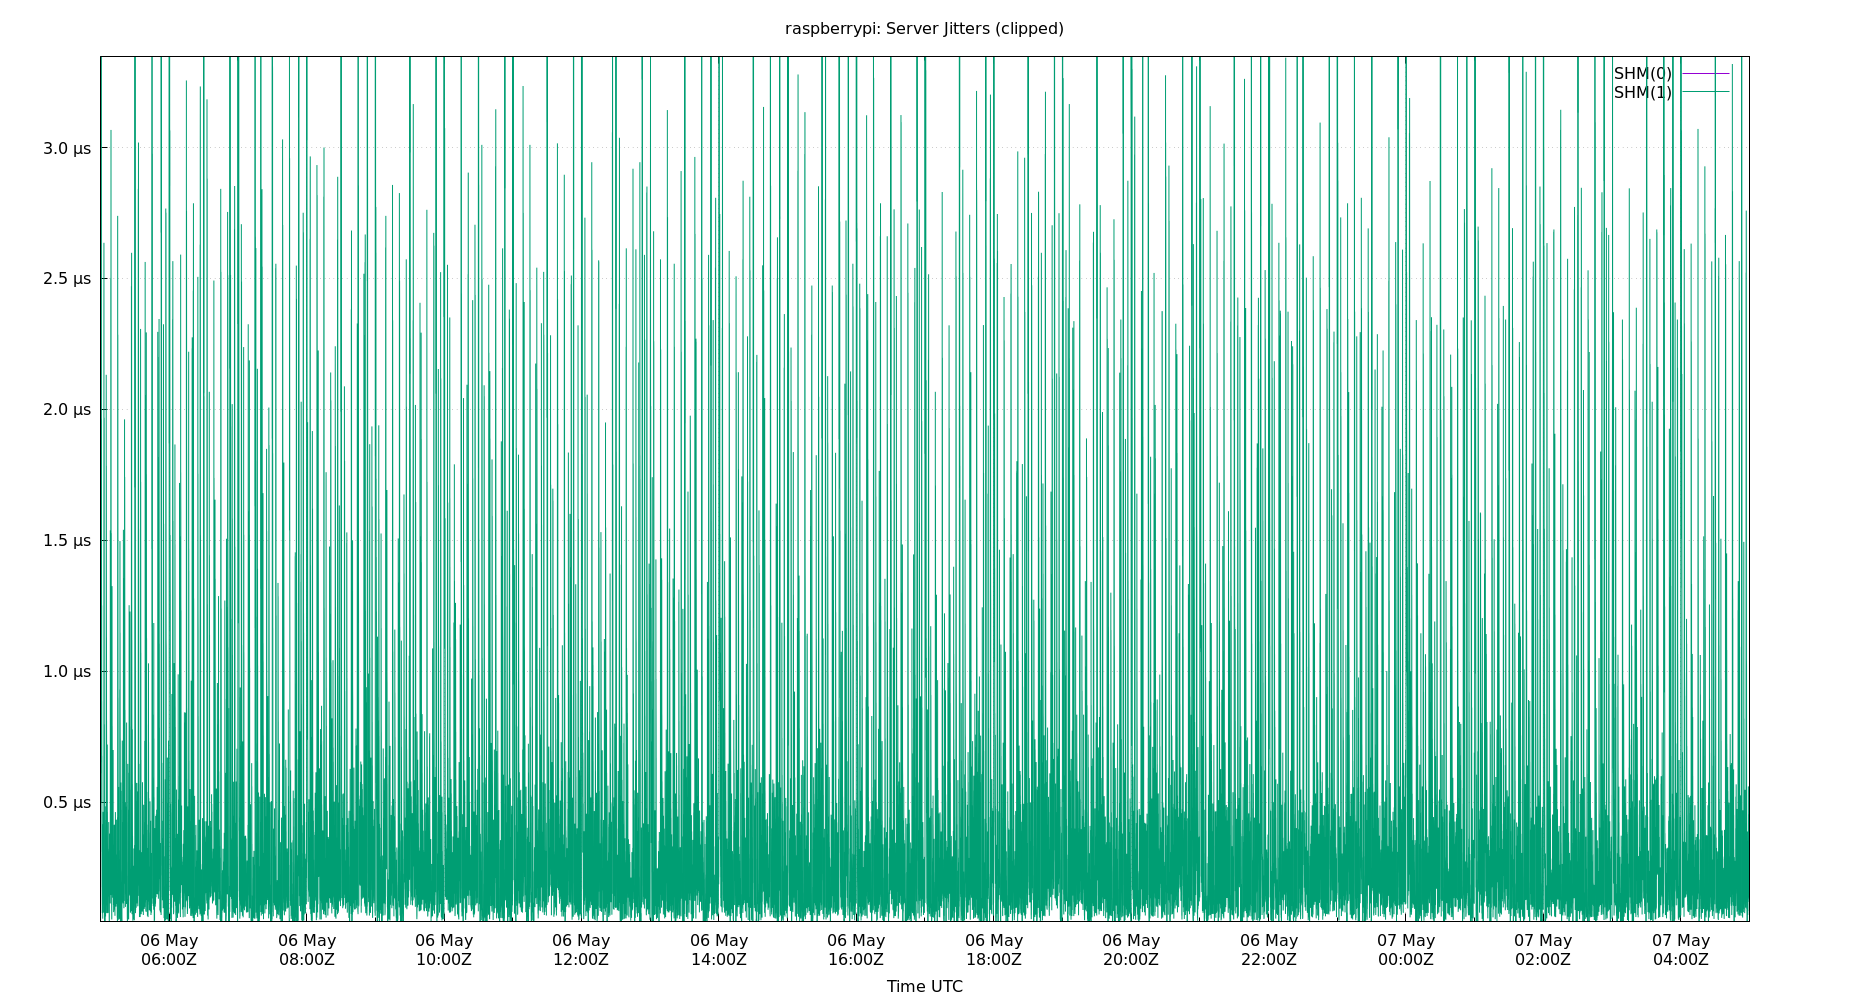 raspberrypi: Server Jitters (clipped)
SHM(0)
SHM(1)
3.0 µs
2.5 µs
2.0 µs
1.5 µs
1.0 µs
0.5 µs
06 May 06 May 06 May 06 May 06 May 06 May 06 May 06 May 06 May 07 May 07 May 07 May
06:00Z 08:00Z 10:00Z 12:00Z 14:00Z 16:00Z 18:00Z 20:00Z 22:00Z 00:00Z 02:00Z 04:00Z
Time UTC